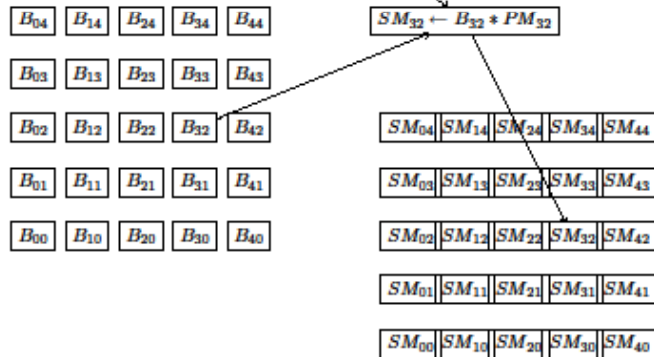 B₀₄ B₁₄ B₂₄ B₃₄ B₄₄ SM₃₂ ← B₃₂ * PM₃₂
B₀₃ B₁₃ B₂₃ B₃₃ B₄₃
B₀₂ B₁₂ B₂₂ B₃₂ B₄₂ SM₀₄ SM₁₄ SM₂₄ SM₃₄ SM₄₄
B₀₁ B₁₁ B₂₁ B₃₁ B₄₁ SM₀₃ SM₁₃ SM₂₃ SM₃₃ SM₄₃
B₀₀ B₁₀ B₂₀ B₃₀ B₄₀ SM₀₂ SM₁₂ SM₂₂ SM₃₂ SM₄₂
SM₀₁ SM₁₁ SM₂₁ SM₃₁ SM₄₁
SM₀₀ SM₁₀ SM₂₀ SM₃₀ SM₄₀